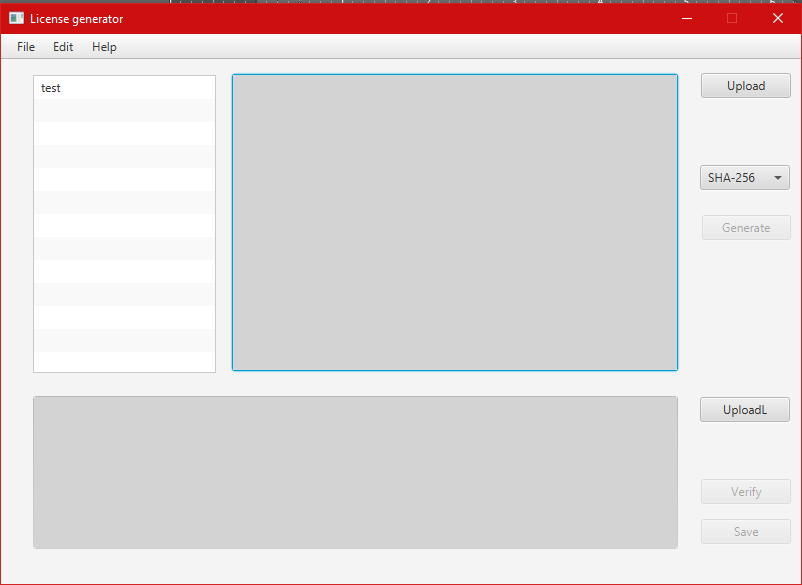 License generator
File Edit Help
test
Upload
SHA-256
Generate
UploadL
Verify
Save